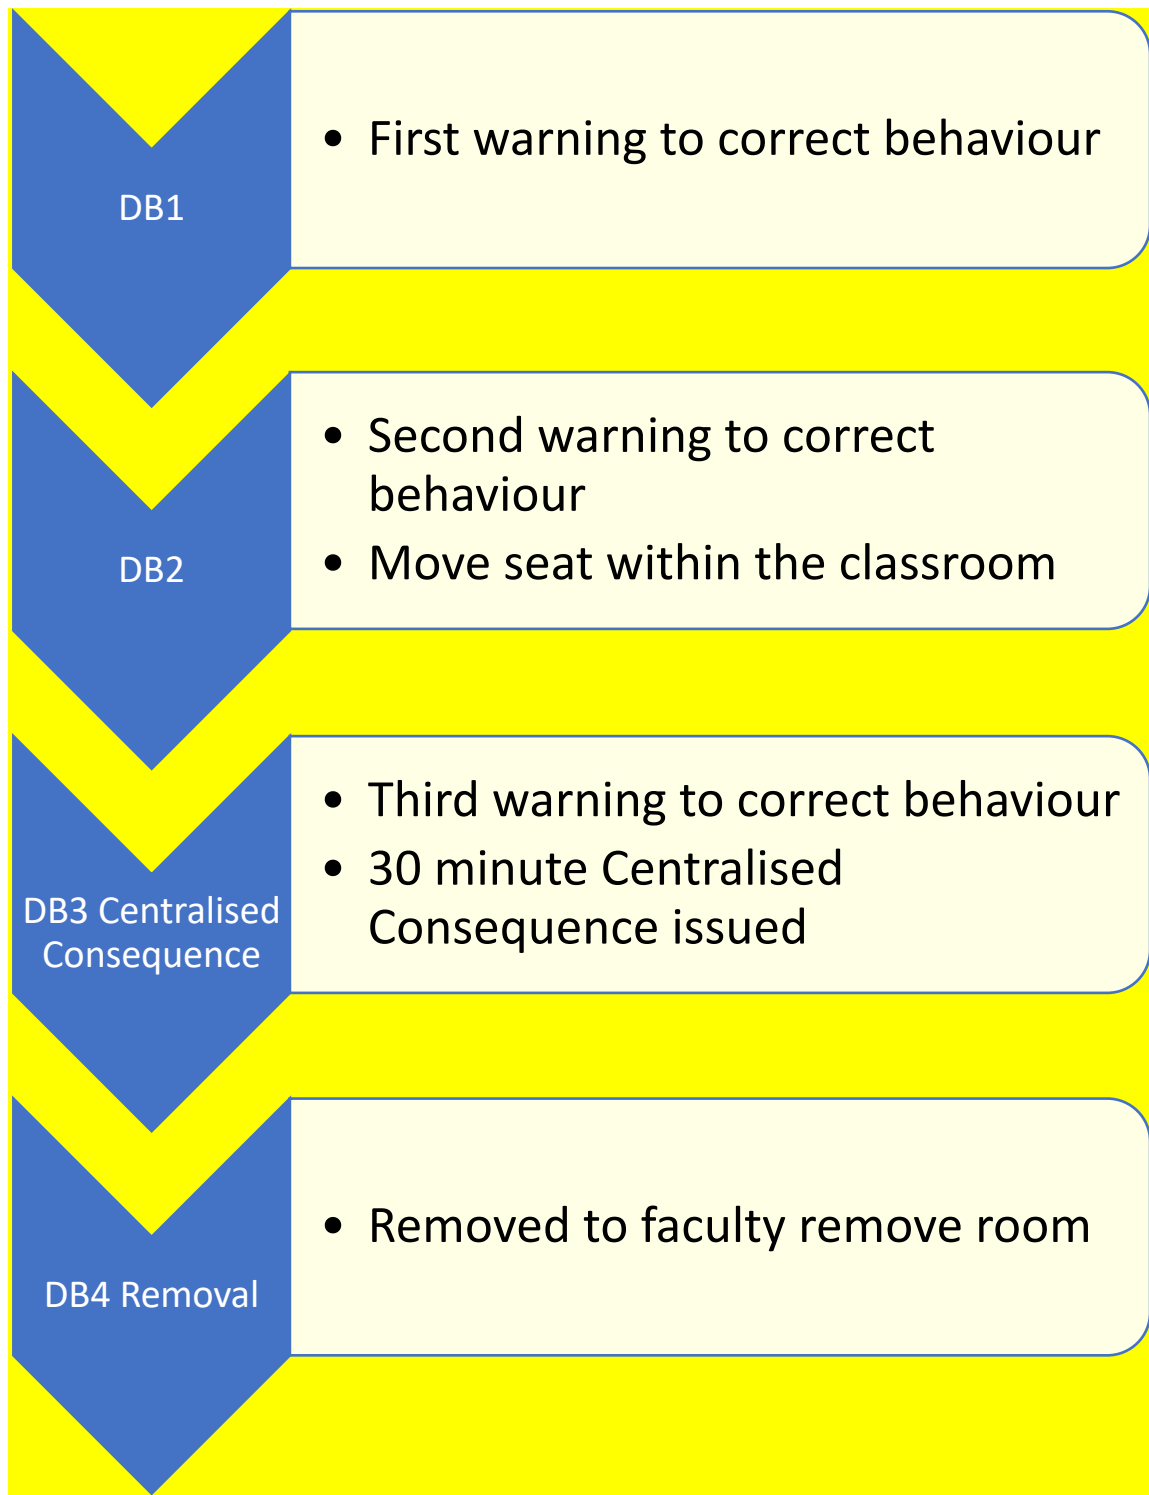 DB1
• First warning to correct behaviour
DB2
• Second warning to correct
behaviour
• Move seat within the classroom
DB3 Centralised
Consequence
• Third warning to correct behaviour
• 30 minute Centralised
Consequence issued
DB4 Removal
• Removed to faculty remove room